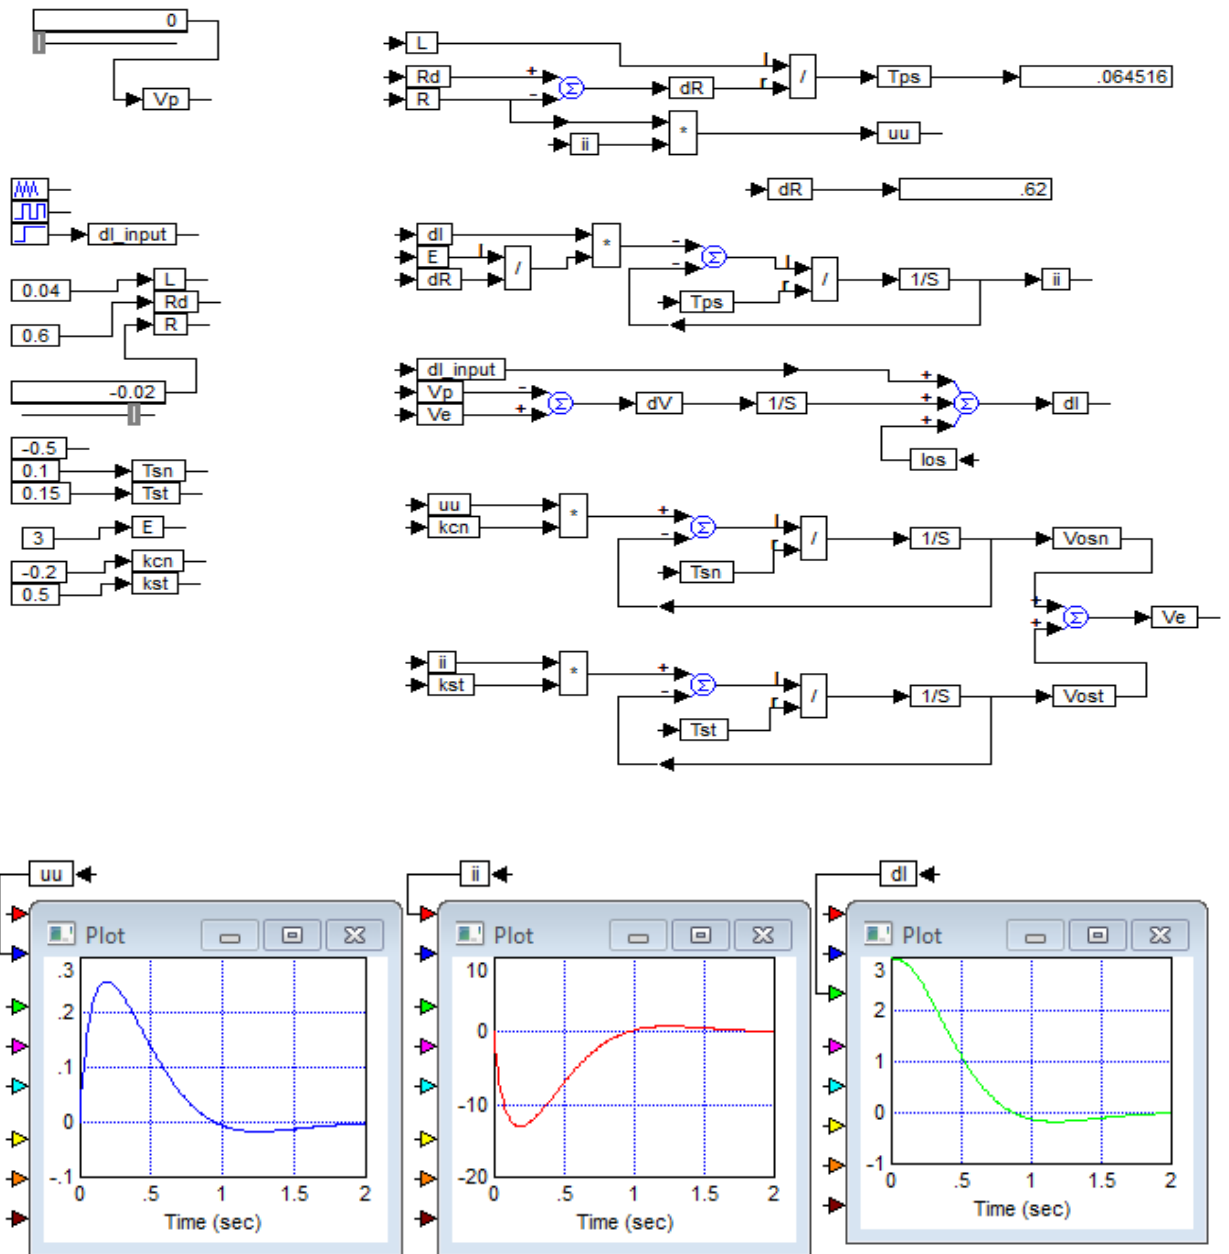 0
Vp
L
Rd + Σ dR
R -
l
r /
Tps .064516
ii * uu
dR .62
dl_input
0.04 L
Rd
0.6 R
-0.02
-0.5
0.1 Tsn
0.15 Tst
3 E
-0.2 kcn
0.5 kst
dl * - Σ l / 1/S ii
E l / -
dR r
Tps
dl_input +
Vp - Σ dV 1/S + Σ dl
Ve + +
los
uu * + Σ l / 1/S Vosn
kcn - r
Tsn
+
+ Σ Ve
ii * + Σ l / 1/S Vost
kst - r
Tst
uu
Plot
.3
.2
.1
0
-.1
0 .5 1 1.5 2
Time (sec)
ii
Plot
10
0
-10
-20
0 .5 1 1.5 2
Time (sec)
dl
Plot
3
2
1
0
-1
0 .5 1 1.5 2
Time (sec)